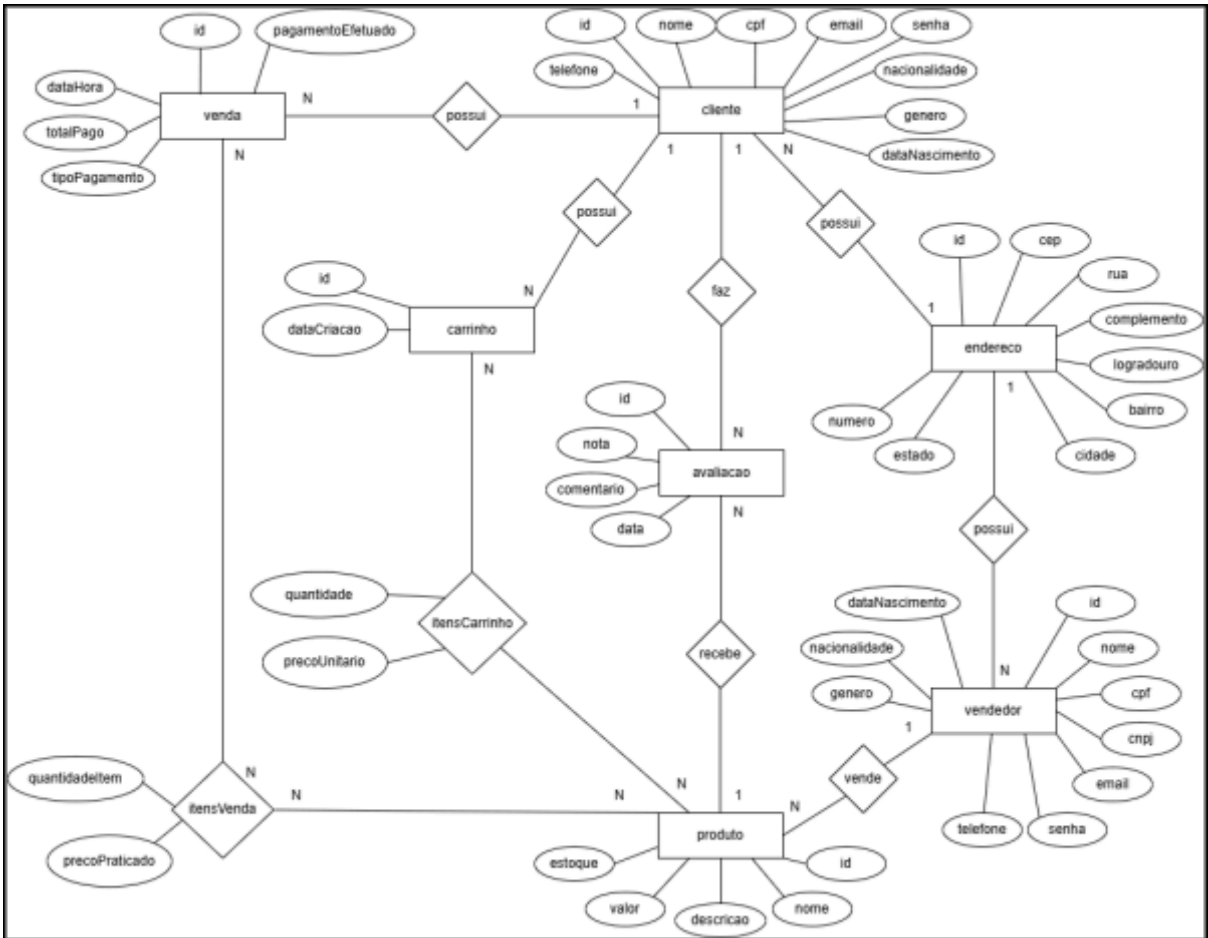 id
pagamentoEfetuado
dataHora
totalPago
tipoPagamento
venda
N
N
possui
1
id
nome
cpf
email
senha
telefone
nacionalidade
genero
dataNascimento
cliente
1
1
N
possui
N
id
dataCriacao
carrinho
N
faz
possui
1
id
cep
rua
complemento
logradouro
bairro
cidade
estado
numero
endereco
1
id
nota
comentario
data
N
avaliacao
N
possui
N
quantidade
precoUnitario
itensCarrinho
N
recebe
1
dataNascimento
nacionalidade
genero
id
nome
cpf
cnpj
email
senha
telefone
vendedor
1
vende
N
quantidadeItem
precoPraticado
itensVenda
N
N
N
produto
estoque
valor
descricao
nome
id